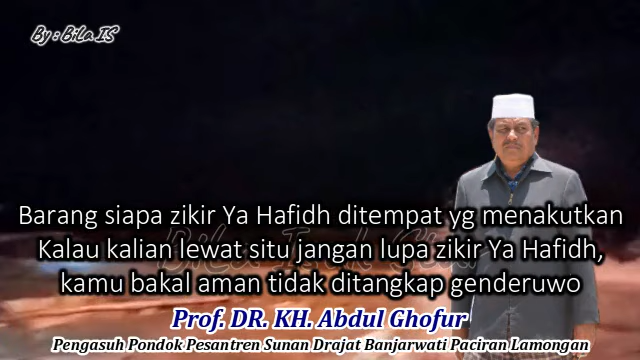 By : BiLa IS
Barang siapa zikir Ya Hafidh ditempat yg menakutkan
Kalau kalian lewat situ jangan lupa zikir Ya Hafidh,
kamu bakal aman tidak ditangkap genderuwo
Prof. DR. KH. Abdul Ghofur
Pengasuh Pondok Pesantren Sunan Drajat Banjarwati Paciran Lamongan